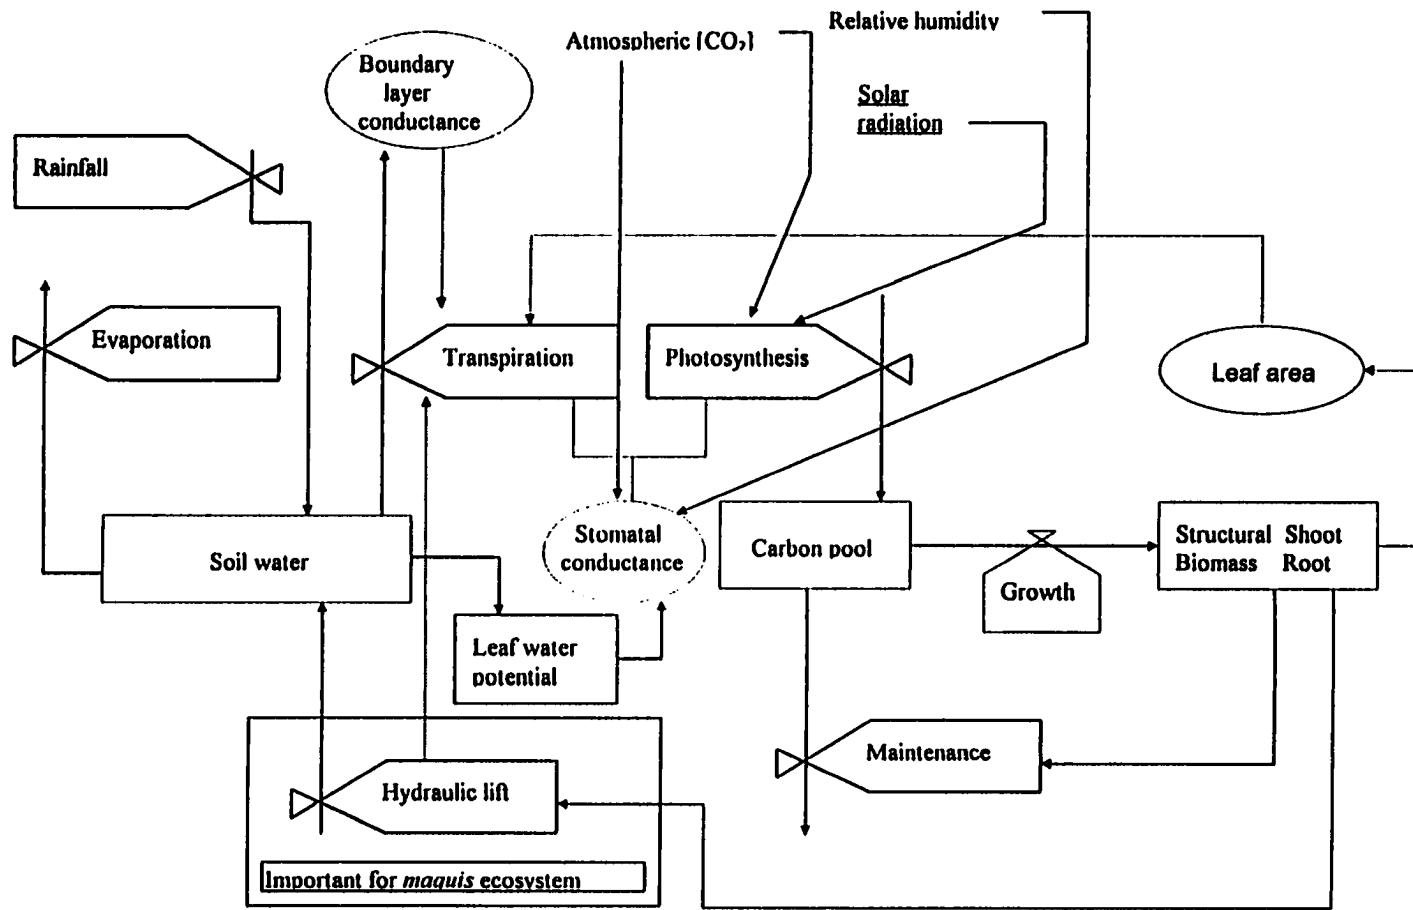 Relative humidity
Atmospheric [CO₂]
Boundary
layer
conductance
Solar
radiation
Rainfall
Evaporation
Transpiration
Photosynthesis
Leaf area
Soil water
Stomatal
conductance
Carbon pool
Growth
Structural Shoot
Biomass Root
Leaf water
potential
Maintenance
Hydraulic lift
Important for maquis ecosystem